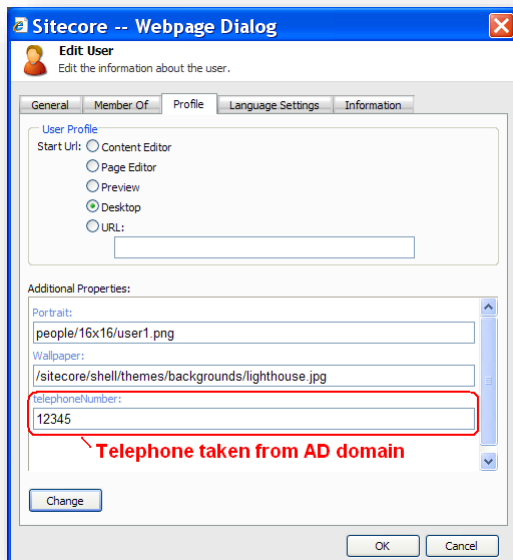 Sitecore -- Webpage Dialog
Edit User
Edit the information about the user.
General Member Of Profile Language Settings Information
User Profile
Start Url: Content Editor
Page Editor
Preview
Desktop
URL:
Additional Properties:
Portrait:
people/16x16/user1.png
Wallpaper:
/sitecore/shell/themes/backgrounds/lighthouse.jpg
telephoneNumber:
12345
Telephone taken from AD domain
Change
OK Cancel